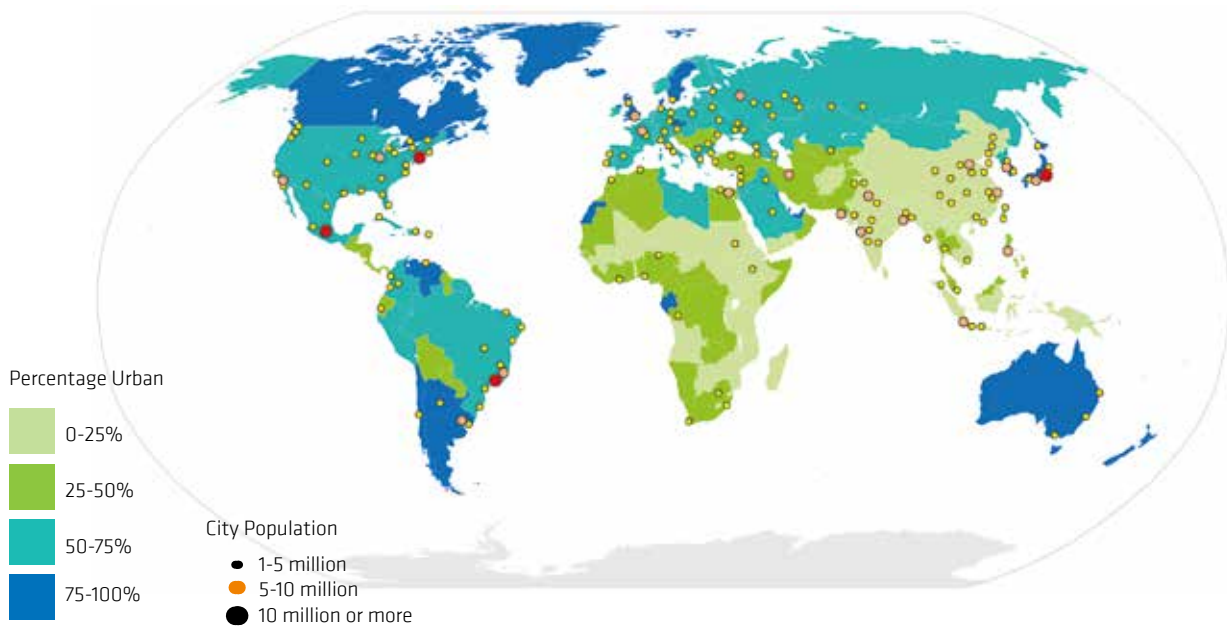 Percentage Urban
0-25%
25-50%
50-75%
75-100%
City Population
1-5 million
5-10 million
10 million or more